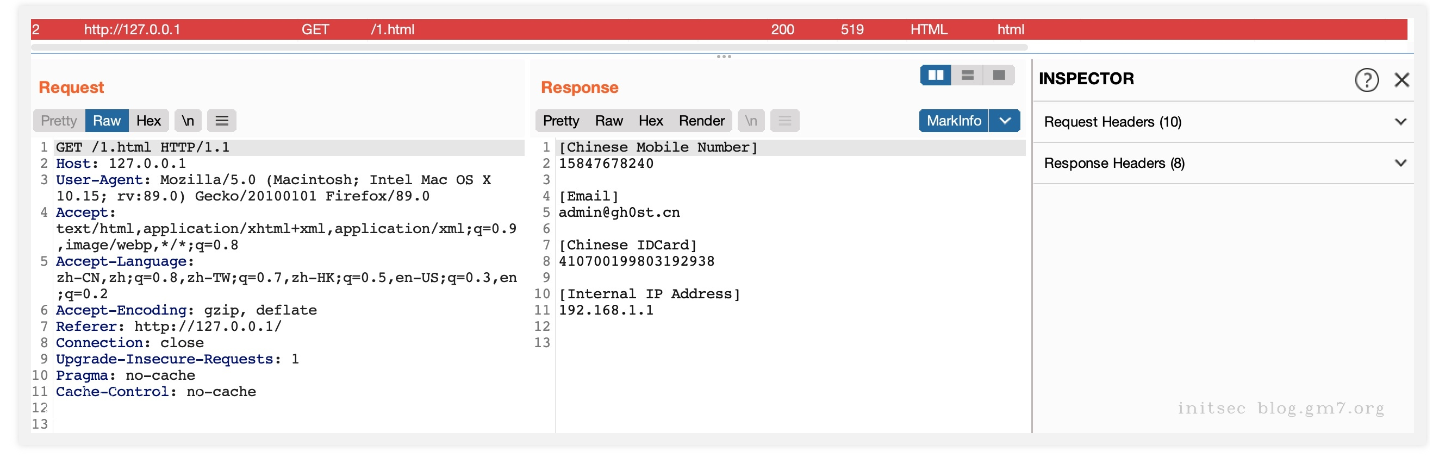 2 http://127.0.0.1 GET /1.html 200 519 HTML html
Request
Pretty Raw Hex \n
1 GET /1.html HTTP/1.1
2 Host: 127.0.0.1
3 User-Agent: Mozilla/5.0 (Macintosh; Intel Mac OS X
10.15; rv:89.0) Gecko/20100101 Firefox/89.0
4 Accept:
text/html,application/xhtml+xml,application/xml;q=0.9
,image/webp,*/*;q=0.8
5 Accept-Language:
zh-CN,zh;q=0.8,zh-TW;q=0.7,zh-HK;q=0.5,en-US;q=0.3,en
;q=0.2
6 Accept-Encoding: gzip, deflate
7 Referer: http://127.0.0.1/
8 Connection: close
9 Upgrade-Insecure-Requests: 1
10 Pragma: no-cache
11 Cache-Control: no-cache
12
13
Response
Pretty Raw Hex Render \n
MarkInfo
1 [Chinese Mobile Number]
2 15847678240
3
4 [Email]
5 admin@gh0st.cn
6
7 [Chinese IDCard]
8 410700199803192938
9
10 [Internal IP Address]
11 192.168.1.1
12
13
INSPECTOR
?
Request Headers (10)
Response Headers (8)
initsec blog.gm7.org